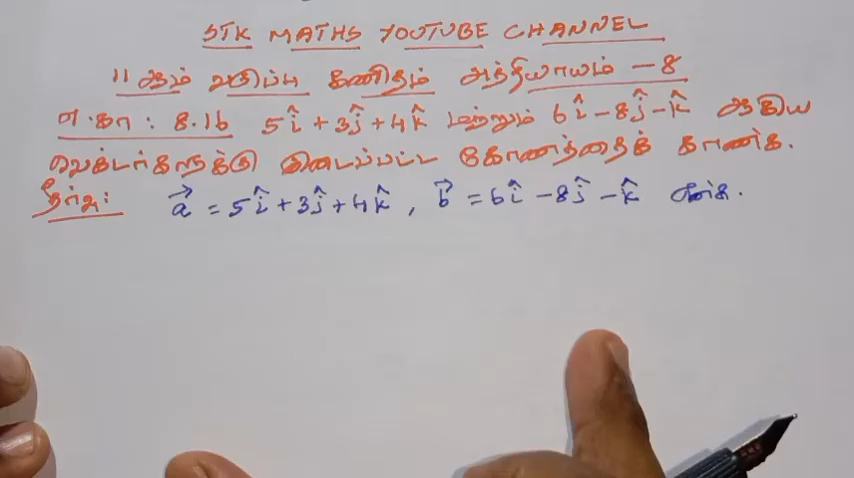 STK MATHS YOUTUBE CHANNEL
11 ஆம் வகுப்பு கணிதம் அத்தியாயம் - 8
எ.கா : 8.16 5î + 3ĵ + 4k̂ மற்றும் 6î - 8ĵ - k̂ ஆகிய
வெக்டர்களுக்கு இடைப்பட்ட கோணத்தைக் காண்க.
தீர்வு: a⃗ = 5î + 3ĵ + 4k̂ , b⃗ = 6î - 8ĵ - k̂ என்க.